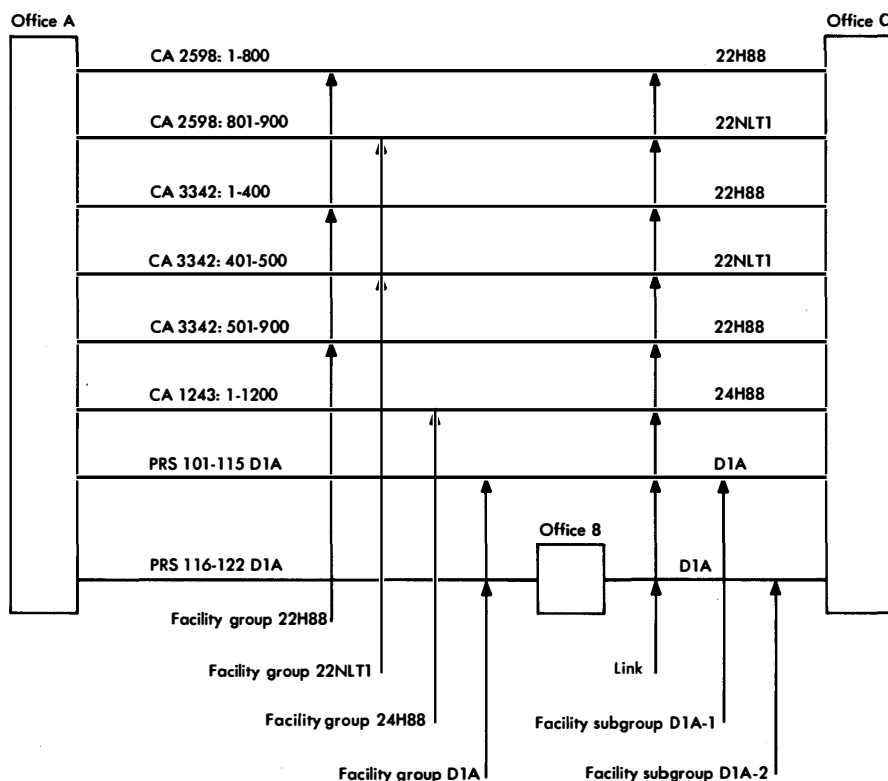 Office A
Office C
CA 2598: 1-800
22H88
CA 2598: 801-900
22NLT1
CA 3342: 1-400
22H88
CA 3342: 401-500
22NLT1
CA 3342: 501-900
22H88
CA 1243: 1-1200
24H88
PRS 101-115 D1A
D1A
Office 8
PRS 116-122 D1A
D1A
Facility group 22H88
Facility group 22NLT1
Link
Facility group 24H88
Facility subgroup D1A-1
Facility group D1A
Facility subgroup D1A-2